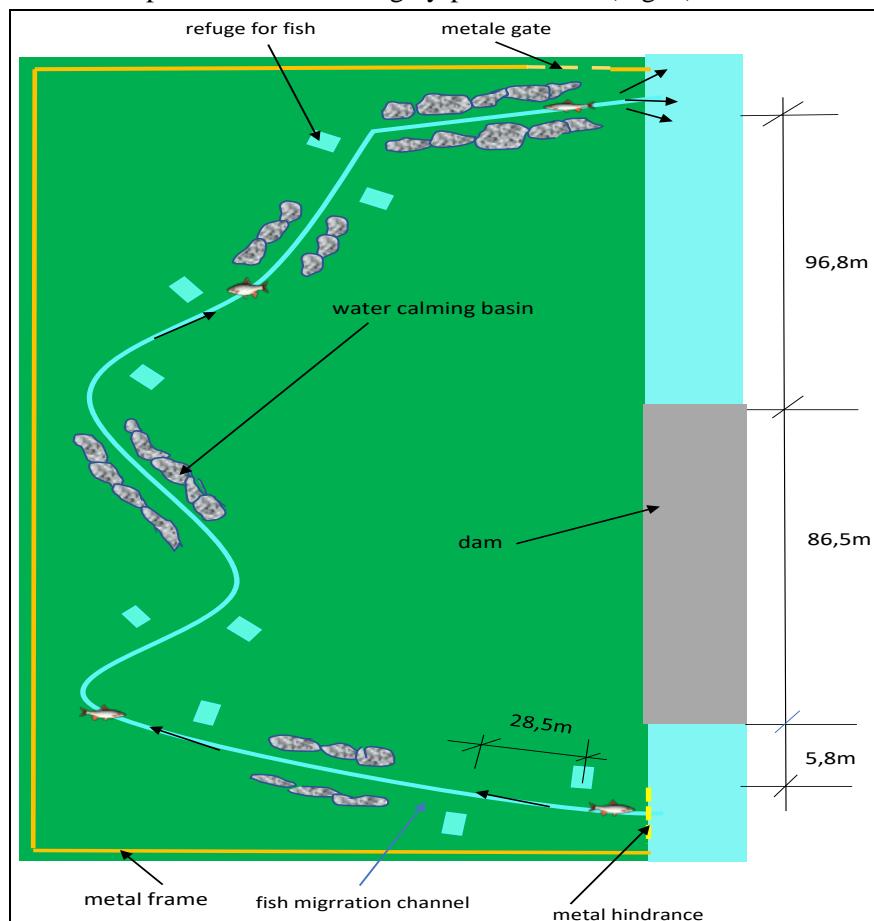 refuge for fish
metale gate
96,8m
water calming basin
dam
86,5m
28,5m
5,8m
metal frame
fish migrration channel
metal hindrance